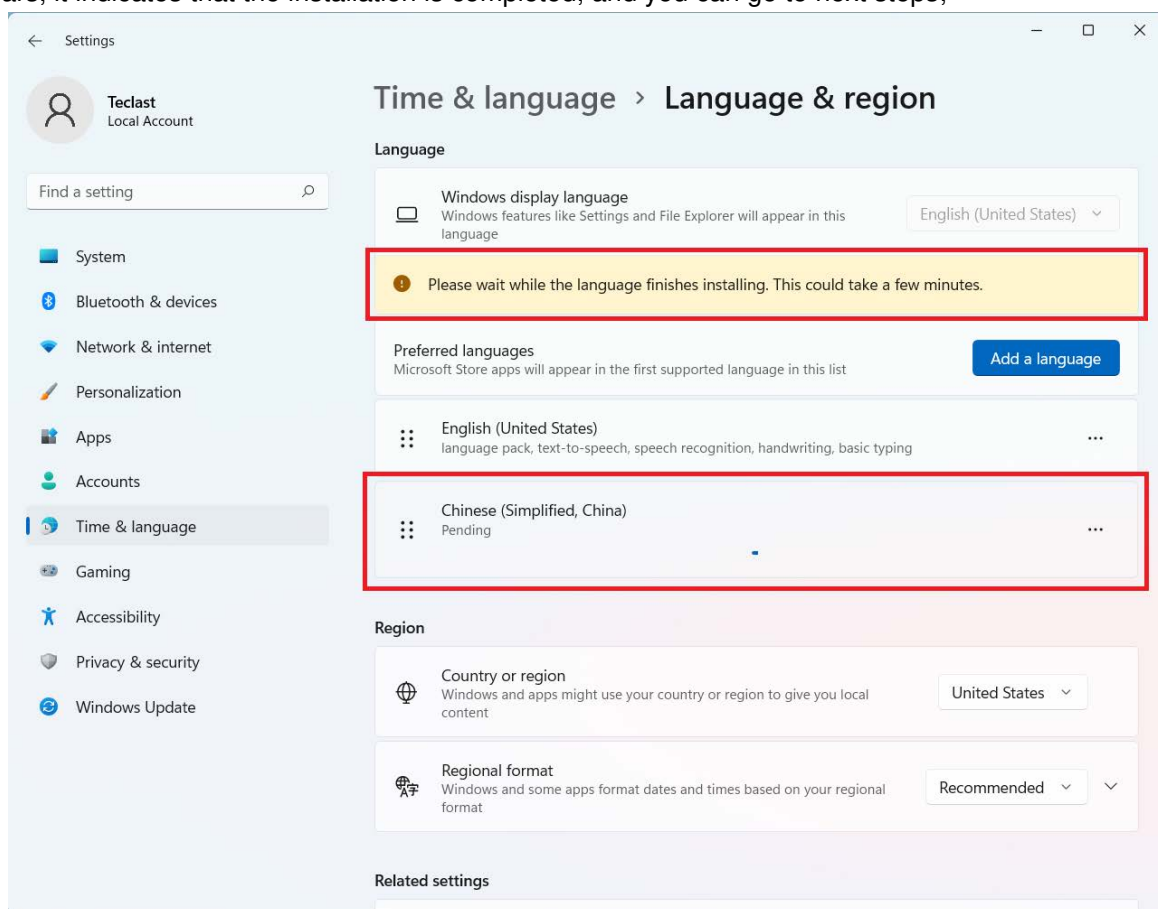 ars, it indicates that the installation is completed, and you can go to next steps;
Settings
Teclast
Local Account
Find a setting
System
Bluetooth & devices
Network & internet
Personalization
Apps
Accounts
Time & language
Gaming
Accessibility
Privacy & security
Windows Update
Time & language > Language & region
Language
Windows display language
Windows features like Settings and File Explorer will appear in this
language
English (United States)
Please wait while the language finishes installing. This could take a few minutes.
Preferred languages
Microsoft Store apps will appear in the first supported language in this list
Add a language
English (United States)
language pack, text-to-speech, speech recognition, handwriting, basic typing
Chinese (Simplified, China)
Pending
Region
Country or region
Windows and apps might use your country or region to give you local
content
United States
Regional format
Windows and some apps format dates and times based on your regional
format
Recommended
Related settings